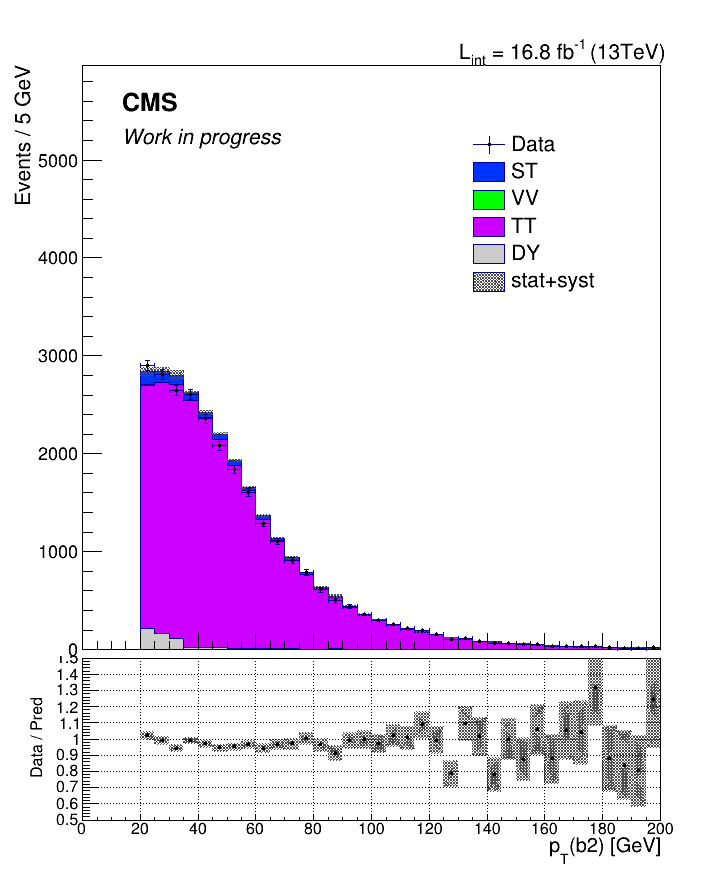 L_int = 16.8 fb^-1 (13TeV)
CMS
Work in progress
Events / 5 GeV
Data
ST
VV
TT
DY
stat+syst
5000
4000
3000
2000
1000
0
Data / Pred
1.5
1.4
1.3
1.2
1.1
1
0.9
0.8
0.7
0.6
0.5
0 20 40 60 80 100 120 140 160 180 200
p_T(b2) [GeV]